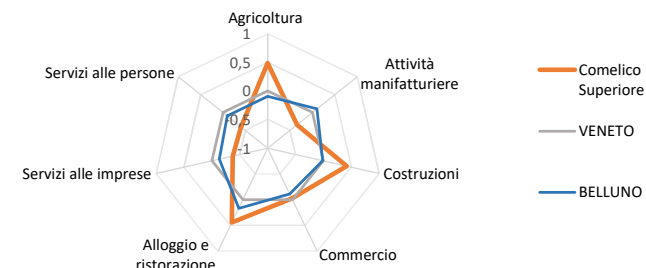 Agricoltura
1
0,5
0
-0,5
-1
Attività
manifatturiere
Costruzioni
Commercio
Alloggio e
ristorazione
Servizi alle imprese
Servizi alle persone
Comelico
Superiore
VENETO
BELLUNO